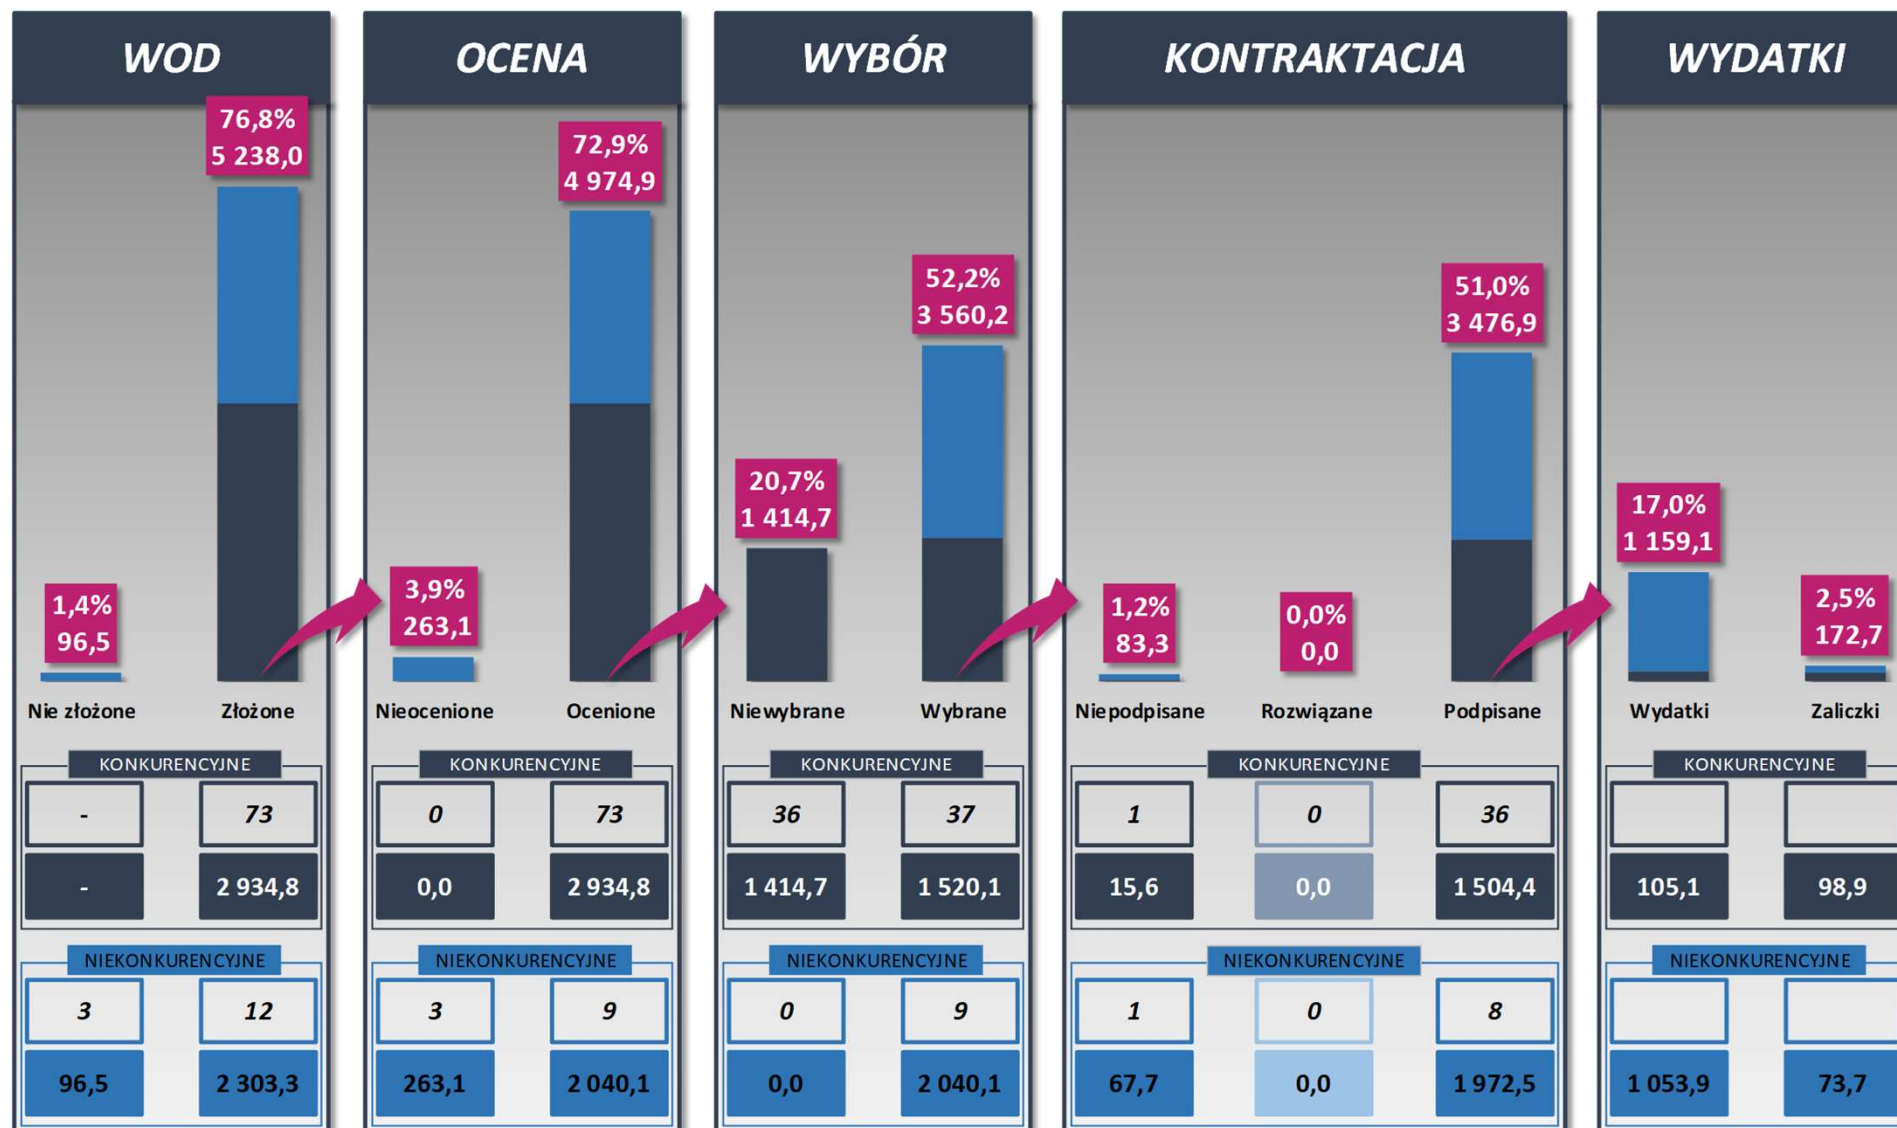 WOD
76,8%
5 238,0
1,4%
96,5
Nie złożone Złożone
KONKURENCYJNE
- 73
- 2 934,8
NIEKONKURENCYJNE
3 12
96,5 2 303,3
OCENA
72,9%
4 974,9
3,9%
263,1
Nieocenione Ocenione
KONKURENCYJNE
0 73
0,0 2 934,8
NIEKONKURENCYJNE
3 9
263,1 2 040,1
WYBÓR
52,2%
3 560,2
20,7%
1 414,7
Niewybrane Wybrane
KONKURENCYJNE
36 37
1 414,7 1 520,1
NIEKONKURENCYJNE
0 9
0,0 2 040,1
KONTRAKTACJA
51,0%
3 476,9
1,2%
83,3
0,0%
0,0
Niepodpisane Rozwiązane Podpisane
KONKURENCYJNE
1 0 36
15,6 0,0 1 504,4
NIEKONKURENCYJNE
1 0 8
67,7 0,0 1 972,5
WYDATKI
17,0%
1 159,1
2,5%
172,7
Wydatki Zaliczki
KONKURENCYJNE
105,1 98,9
NIEKONKURENCYJNE
1 053,9 73,7